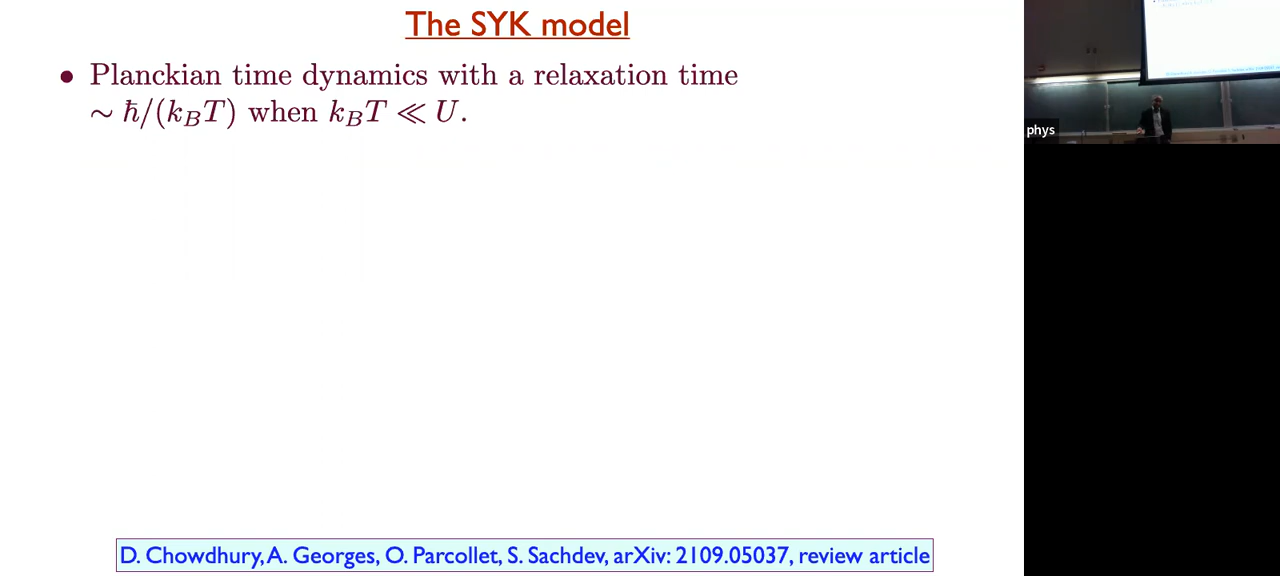 The SYK model
• Planckian time dynamics with a relaxation time
∼ ħ/(k_BT) when k_BT ≪ U.
phys
D. Chowdhury, A. Georges, O. Parcollet, S. Sachdev, arXiv: 2109.05037, review article